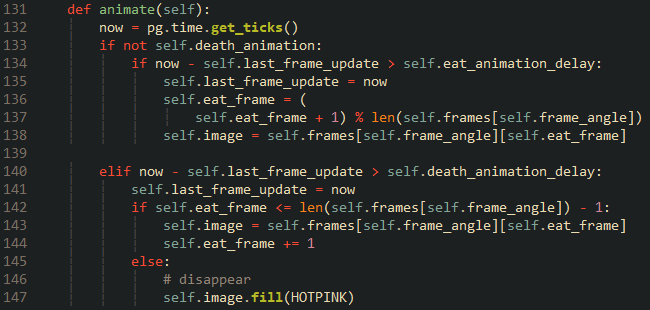 131     def animate(self):
132         now = pg.time.get_ticks()
133         if not self.death_animation:
134             if now - self.last_frame_update > self.eat_animation_delay:
135                 self.last_frame_update = now
136                 self.eat_frame = (
137                     self.eat_frame + 1) % len(self.frames[self.frame_angle])
138                 self.image = self.frames[self.frame_angle][self.eat_frame]
139
140         elif now - self.last_frame_update > self.death_animation_delay:
141             self.last_frame_update = now
142             if self.eat_frame <= len(self.frames[self.frame_angle]) - 1:
143                 self.image = self.frames[self.frame_angle][self.eat_frame]
144                 self.eat_frame += 1
145             else:
146                 # disappear
147                 self.image.fill(HOTPINK)